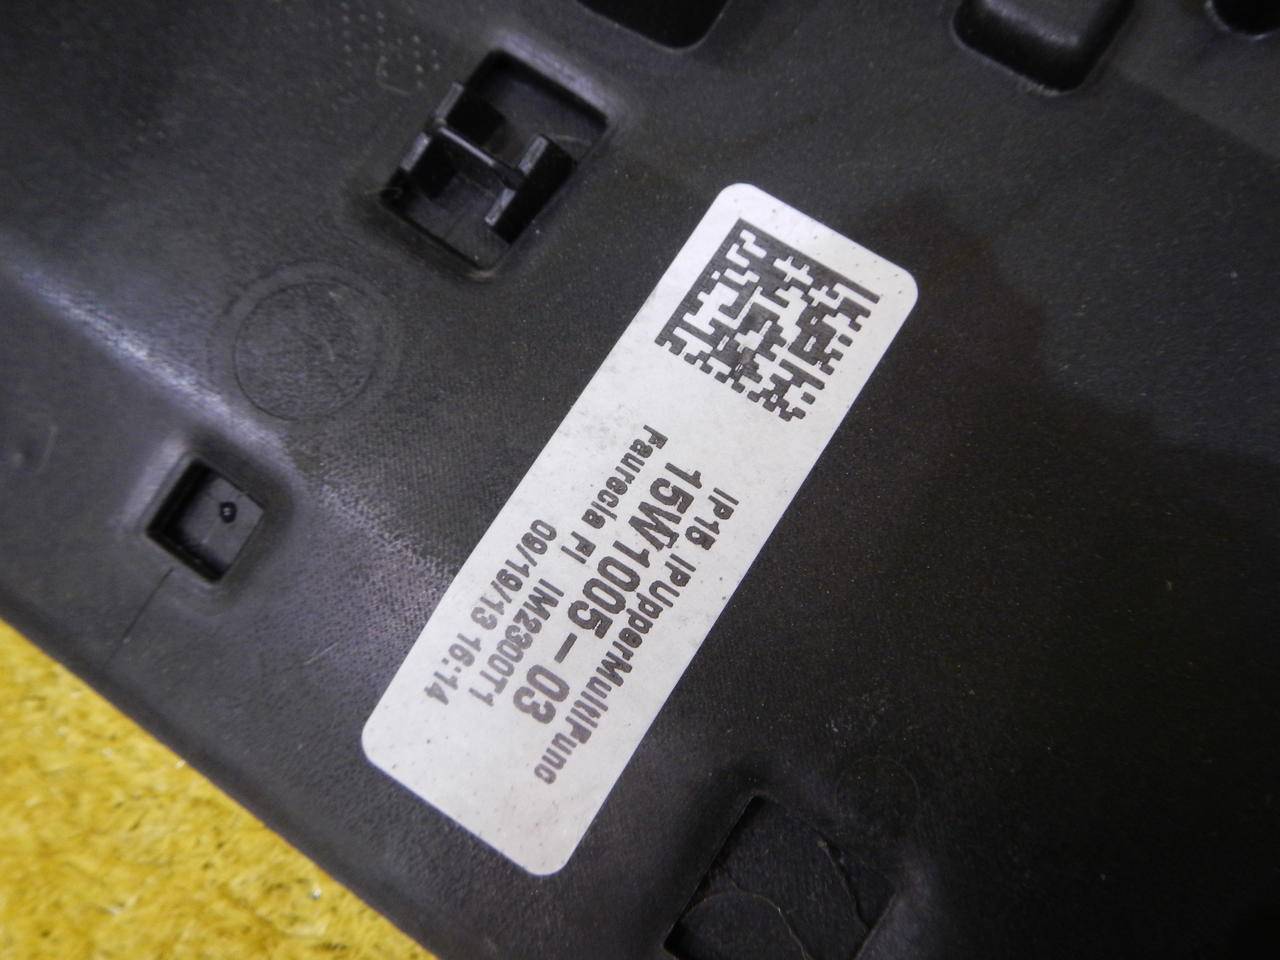 IP15 IPUpperMultiFunc
15W1005-03
Faurecia FI IM2300T1
09/19/13 16:14